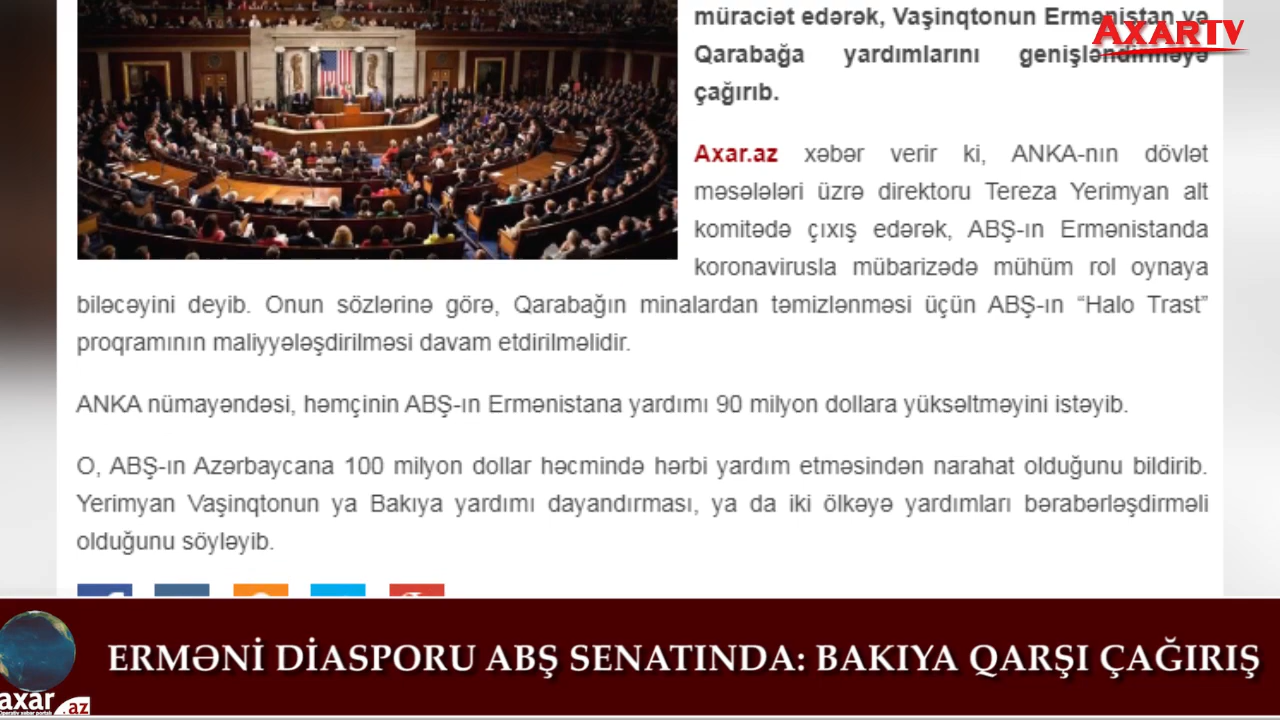 müraciət edərək, Vaşinqtonun Ermənistan və
Qarabağa yardımlarını genişləndirməyə
çağırıb.
AXARTV
Axar.az xəbər verir ki, ANKA-nın dövlət
məsələləri üzrə direktoru Tereza Yerimyan alt
komitədə çıxış edərək, ABŞ-ın Ermənistanda
koronavirusla mübarizədə mühüm rol oynaya
biləcəyini deyib. Onun sözlərinə görə, Qarabağın minalardan təmizlənməsi üçün ABŞ-ın “Halo Trast”
proqramının maliyyələşdirilməsi davam etdirilməlidir.
ANKA nümayəndəsi, həmçinin ABŞ-ın Ermənistana yardımı 90 milyon dollara yüksəltməyini istəyib.
O, ABŞ-ın Azərbaycana 100 milyon dollar həcmində hərbi yardım etməsindən narahat olduğunu bildirib.
Yerimyan Vaşinqtonun ya Bakıya yardımı dayandırması, ya da iki ölkəyə yardımları bərabərləşdirməli
olduğunu söyləyib.
ERMƏNİ DİASPORU ABŞ SENATINDA: BAKIYA QARŞI ÇAĞIRIŞ
axar.az